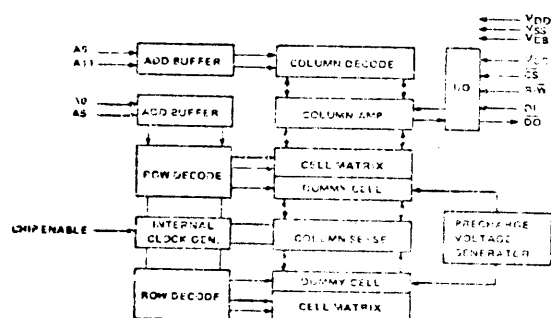 VDD
VSS
A6
A11
ADD BUFFER
COLUMN DECODE
I/O
CS
R/W
DI
DO
A0
A5
ADD BUFFER
COLUMN AMP
ROW DECODE
CELL MATRIX
DUMMY CELL
CHIP ENABLE
INTERNAL
CLOCK GEN.
COLUMN SENSE
PRECHARGE
VOLTAGE
GENERATOR
ROW DECODE
DUMMY CELL
CELL MATRIX